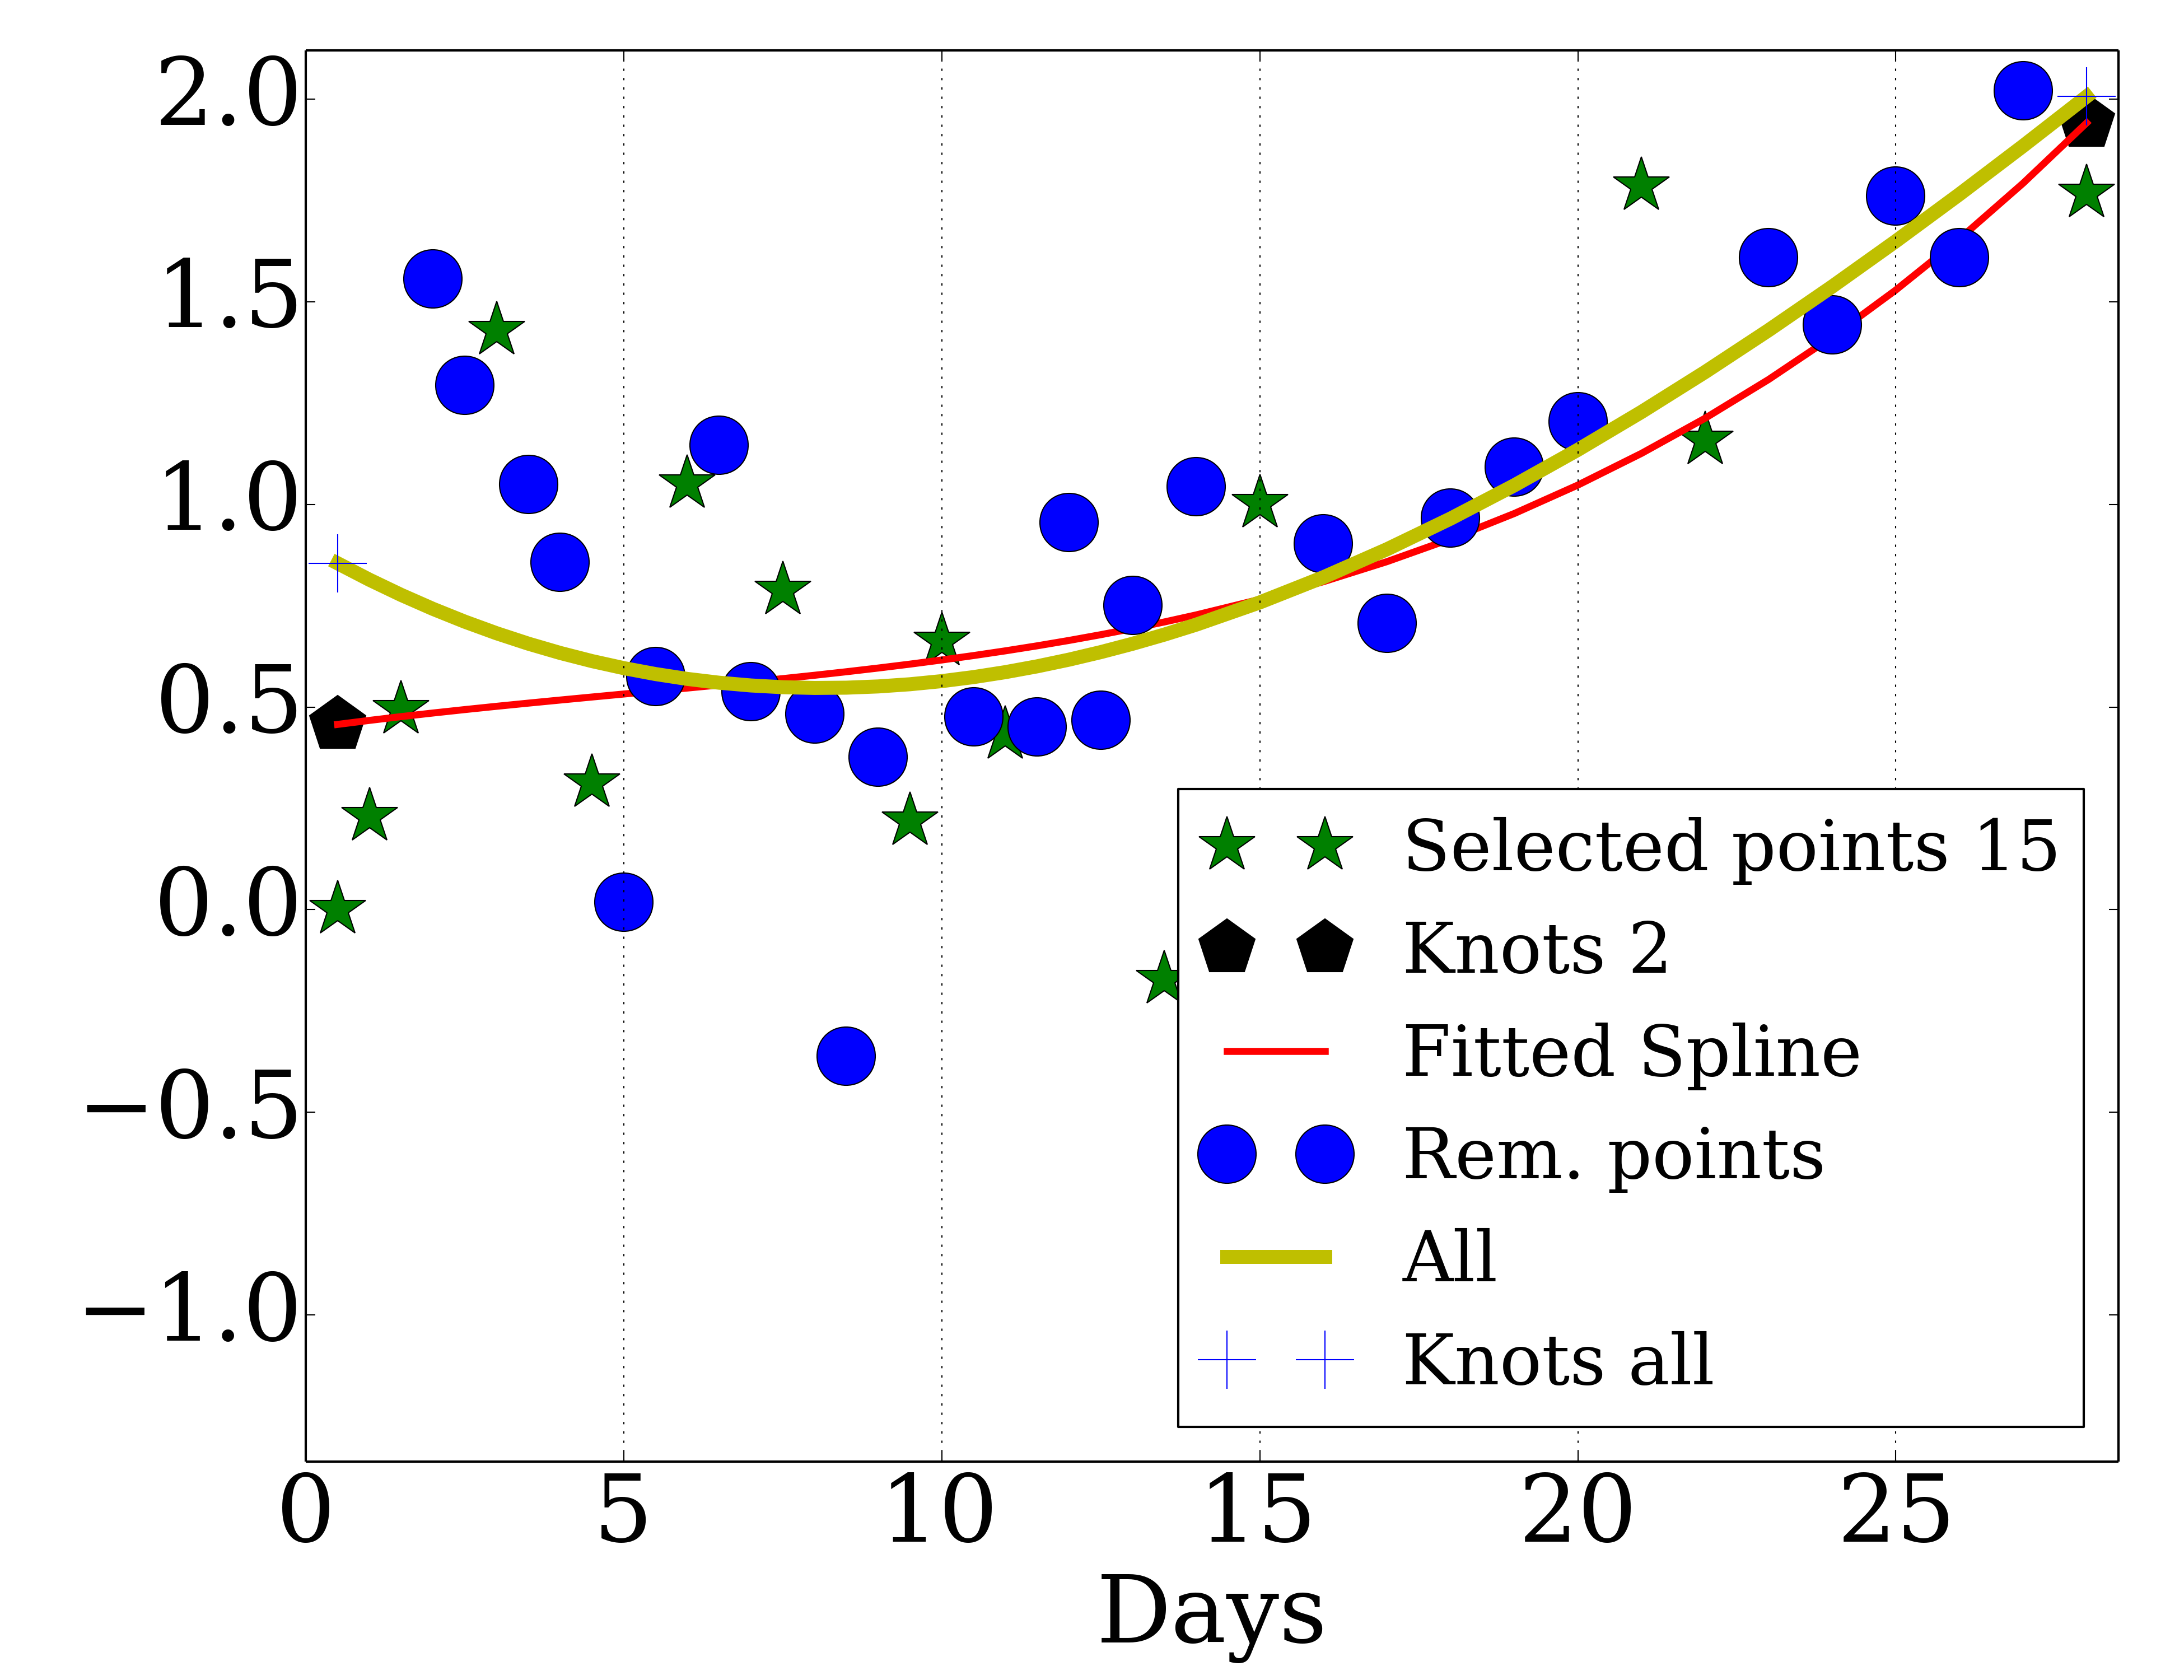 2.0
1.5
1.0
0.5
0.0
−0.5
−1.0
Selected points 15
Knots 2
Fitted Spline
Rem. points
All
Knots all
0 5 10 15 20 25
Days